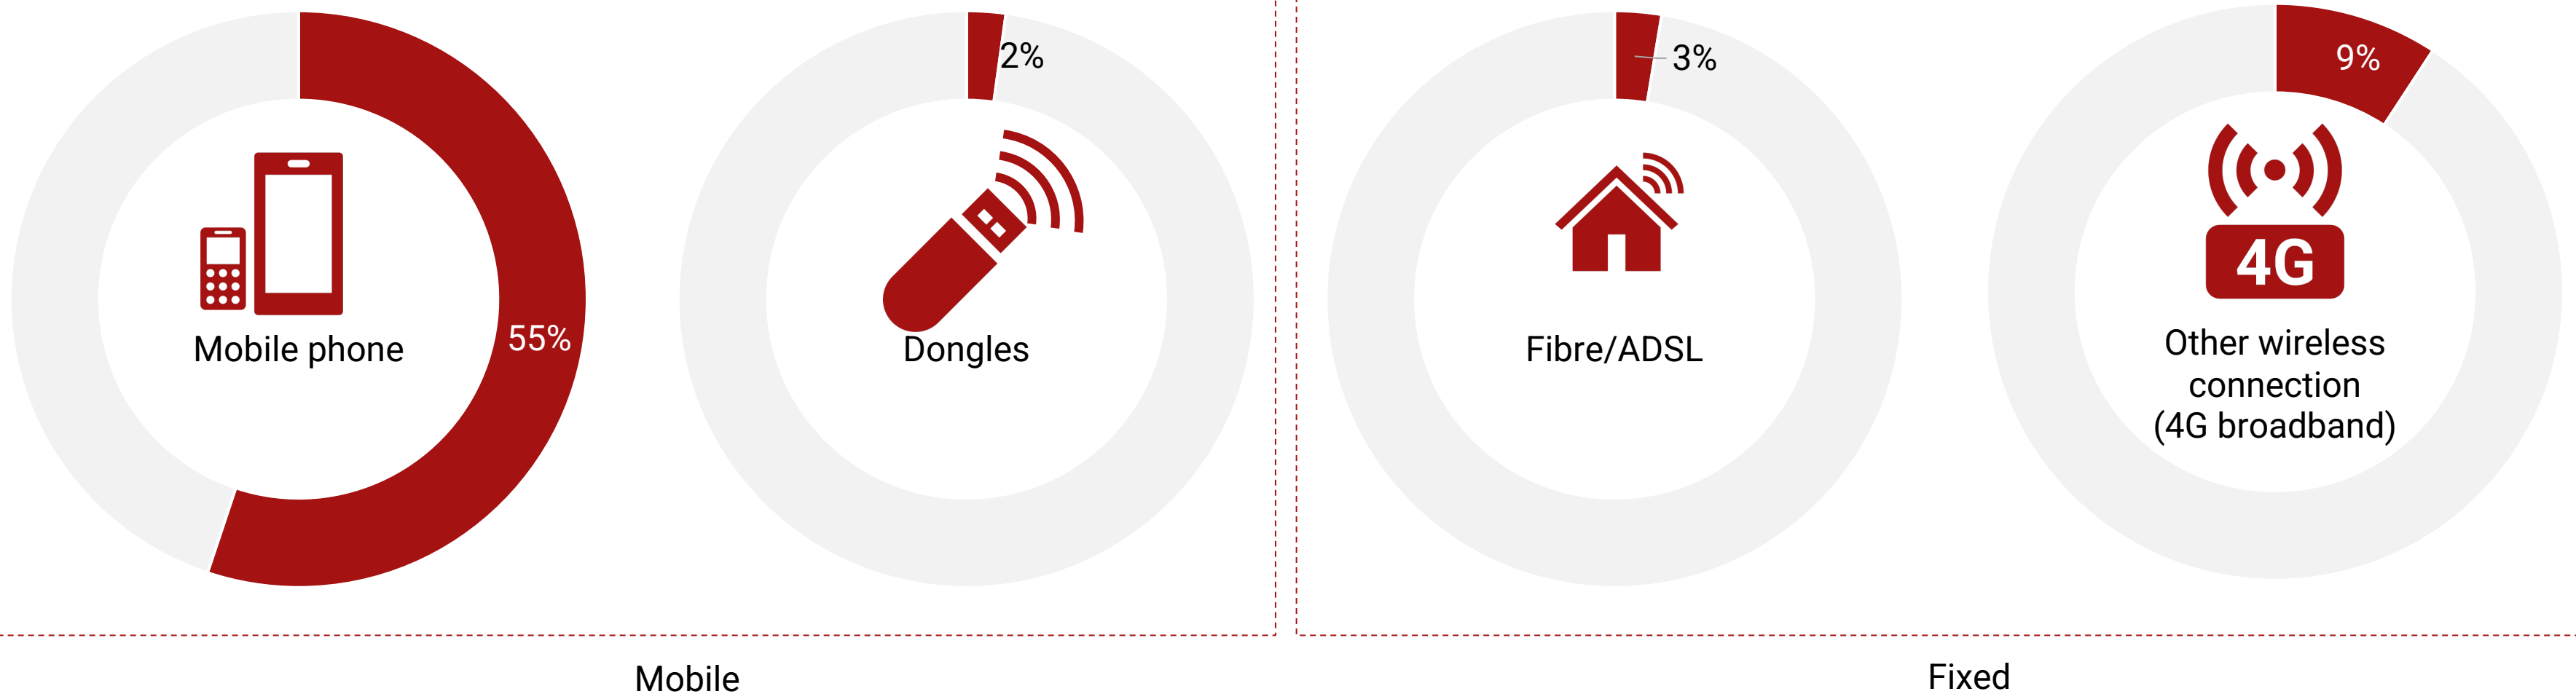 55%
Mobile phone
2%
Dongles
3%
Fibre/ADSL
9%
4G
Other wireless
connection
(4G broadband)
Mobile
Fixed